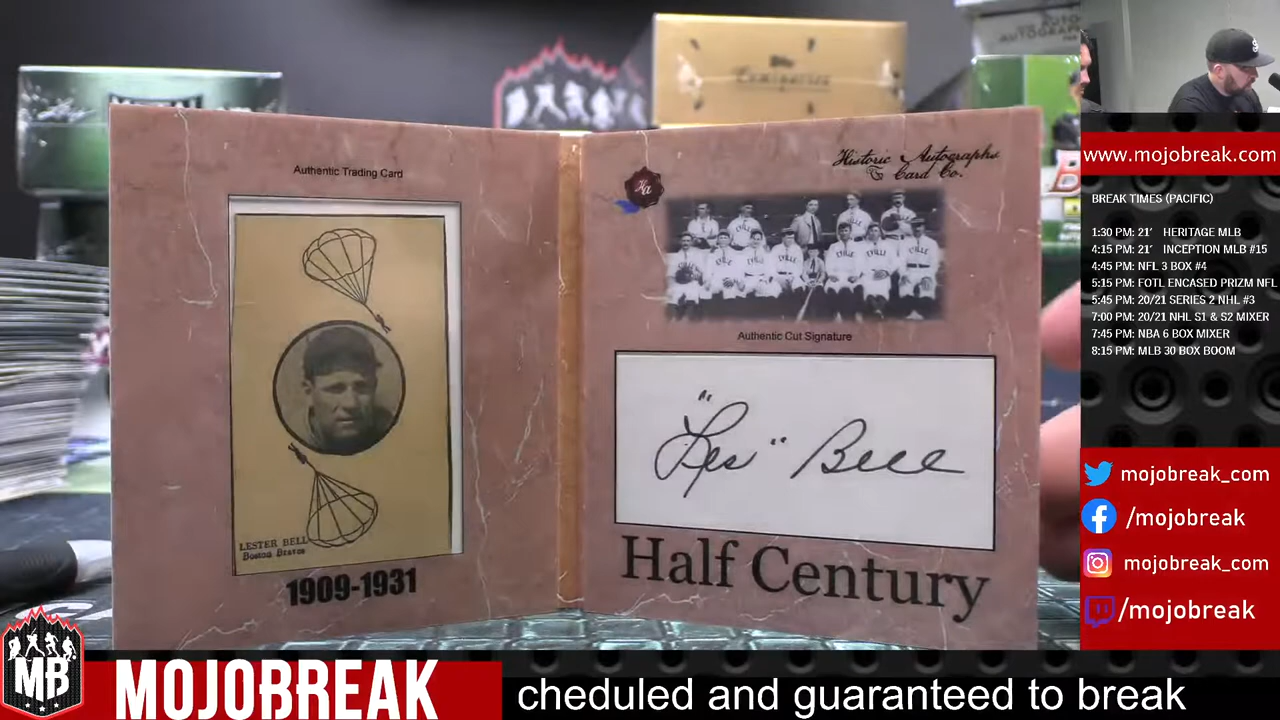 Authentic Trading Card
LESTER BELL
Boston Braves
1909-1931
Historic Autographs
Card Co.
Ha
Authentic Cut Signature
"Les" Bell
Half Century
www.mojobreak.com
BREAK TIMES (PACIFIC)
1:30 PM: 21' HERITAGE MLB
4:15 PM: 21' INCEPTION MLB #15
4:45 PM: NFL 3 BOX #4
5:15 PM: FOTL ENCASED PRIZM NFL
5:45 PM: 20/21 SERIES 2 NHL #3
7:00 PM: 20/21 NHL S1 & S2 MIXER
7:45 PM: NBA 6 BOX MIXER
8:15 PM: MLB 30 BOX BOOM
mojobreak_com
/mojobreak
mojobreak_com
/mojobreak
MB
MOJOBREAK
cheduled and guaranteed to break